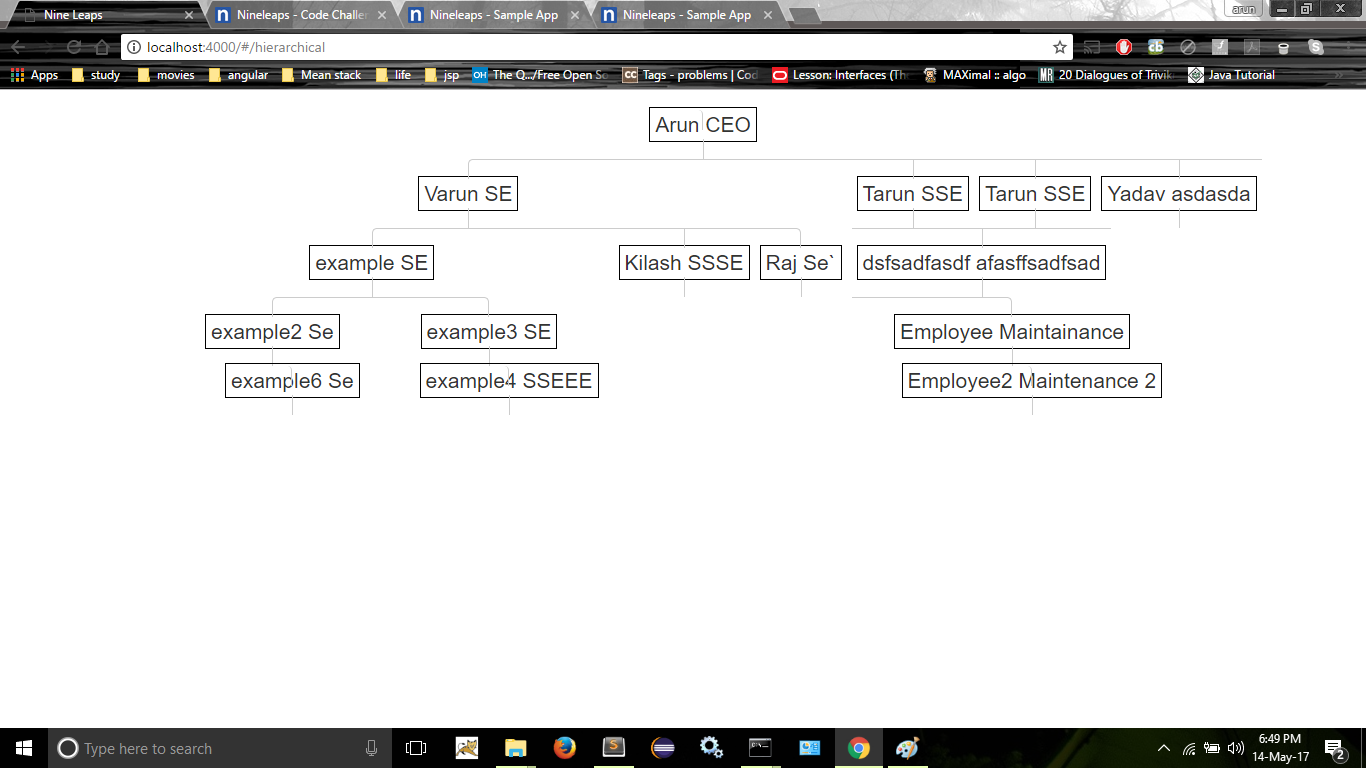 Nine Leaps
Nineleaps - Code Challe
Nineleaps - Sample App
Nineleaps - Sample App
arun
localhost:4000/#/hierarchical
Apps study movies angular Mean stack life jsp The Q.../Free Open So Tags - problems | Cod Lesson: Interfaces (Th MAXimal :: algo 20 Dialogues of Trivik Java Tutorial
Arun CEO
Varun SE Tarun SSE Tarun SSE Yadav asdasda
example SE Kilash SSSE Raj Se` dsfsadfasdf afasffsadfsad
example2 Se example3 SE Employee Maintainance
example6 Se example4 SSEEE Employee2 Maintenance 2
Type here to search
6:49 PM
14-May-17
2